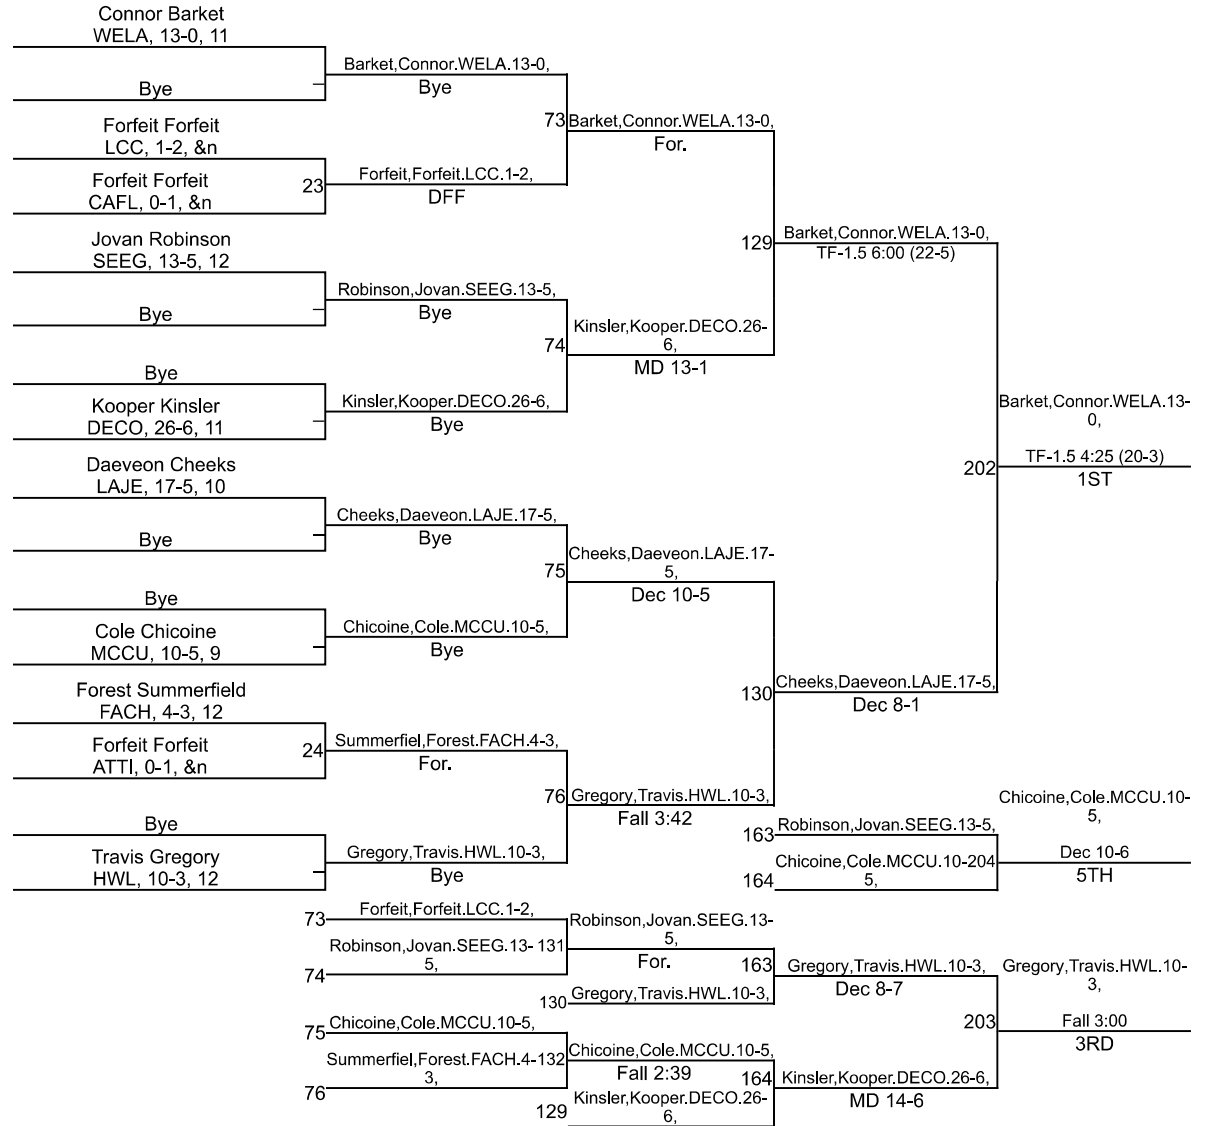 Connor Barket
WELA, 13-0, 11
Bye
Forfeit Forfeit
LCC, 1-2, &n
Forfeit Forfeit
CAFL, 0-1, &n
Jovan Robinson
SEEG, 13-5, 12
Bye
Bye
Kooper Kinsler
DECO, 26-6, 11
Daeveon Cheeks
LAJE, 17-5, 10
Bye
Bye
Cole Chicoine
MCCU, 10-5, 9
Forest Summerfield
FACH, 4-3, 12
Forfeit Forfeit
ATTI, 0-1, &n
Bye
Travis Gregory
HWL, 10-3, 12
Barket,Connor.WELA.13-0,
Bye
23
Forfeit,Forfeit.LCC.1-2,
DFF
Robinson,Jovan.SEEG.13-5,
Bye
Kinsler,Kooper.DECO.26-6,
Bye
Cheeks,Daeveon.LAJE.17-5,
Bye
Chicoine,Cole.MCCU.10-5,
Bye
24
Summerfiel,Forest.FACH.4-3,
For.
Gregory,Travis.HWL.10-3,
Bye
73
Barket,Connor.WELA.13-0,
For.
74
Kinsler,Kooper.DECO.26-
6,
MD 13-1
75
Cheeks,Daeveon.LAJE.17-
5,
Dec 10-5
76
Gregory,Travis.HWL.10-3,
Fall 3:42
129
Barket,Connor.WELA.13-0,
TF-1.5 6:00 (22-5)
130
Cheeks,Daeveon.LAJE.17-5,
Dec 8-1
202
Barket,Connor.WELA.13-
0,
TF-1.5 4:25 (20-3)
1ST
163
Robinson,Jovan.SEEG.13-5,
164
Chicoine,Cole.MCCU.10-
5,
204
Chicoine,Cole.MCCU.10-
5,
Dec 10-6
5TH
73
Forfeit,Forfeit.LCC.1-2,
74
Robinson,Jovan.SEEG.13-
5,
131
Robinson,Jovan.SEEG.13-
5,
For.
130
Gregory,Travis.HWL.10-3,
163
Gregory,Travis.HWL.10-3,
Dec 8-7
75
Chicoine,Cole.MCCU.10-5,
76
Summerfiel,Forest.FACH.4-
3,
132
Chicoine,Cole.MCCU.10-5,
Fall 2:39
129
Kinsler,Kooper.DECO.26-
6,
164
Kinsler,Kooper.DECO.26-6,
MD 14-6
203
Gregory,Travis.HWL.10-
3,
Fall 3:00
3RD